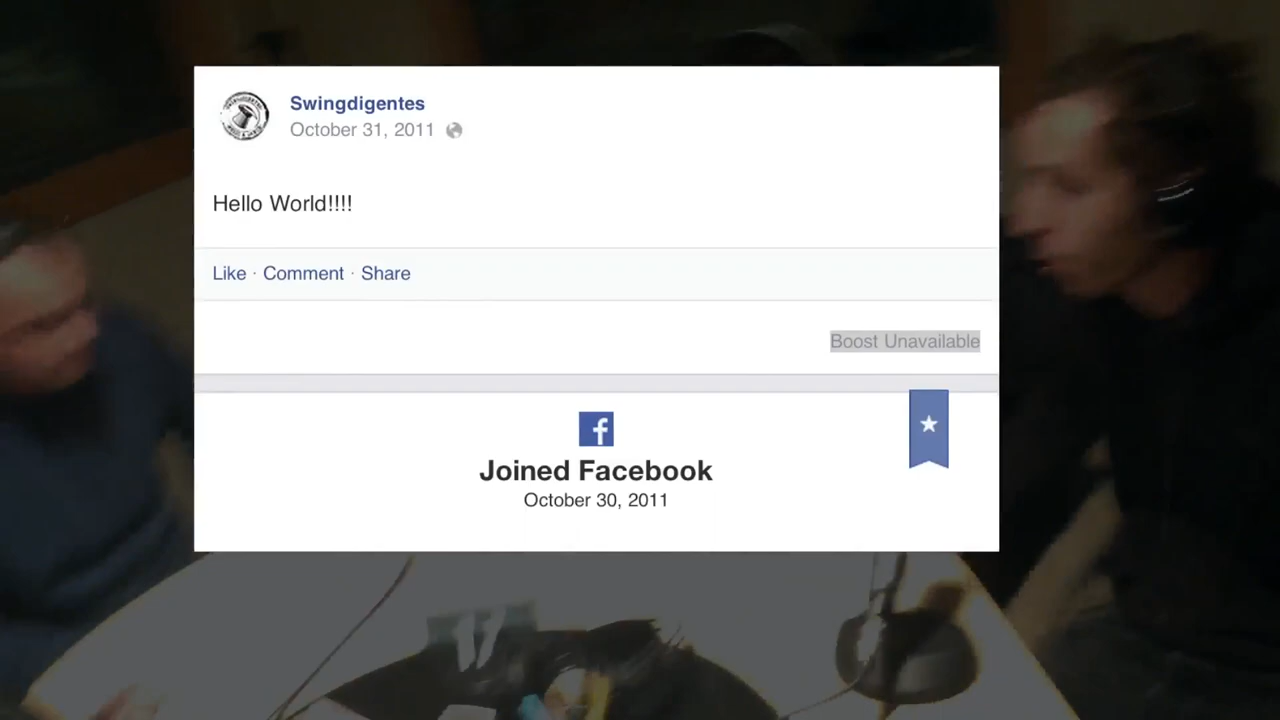 Swingdigentes
October 31, 2011
Hello World!!!!
Like · Comment · Share
Boost Unavailable
Joined Facebook
October 30, 2011